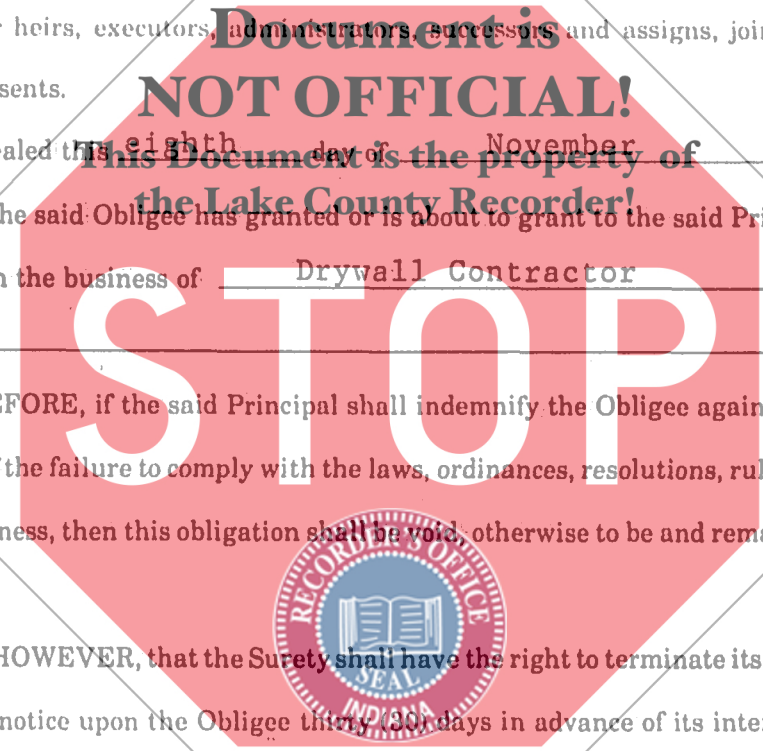 r heirs, executors, administrators, successors and assigns, join
Document is
sents.
NOT OFFICIAL!
ealed this eighth day of November
This Document is the property of
the Lake County Recorder!
he said Obligee has granted or is about to grant to the said Pri
n the business of Drywall Contractor
STOP
EFORE, if the said Principal shall indemnify the Obligee again
the failure to comply with the laws, ordinances, resolutions, rul
ness, then this obligation shall be void, otherwise to be and rema
RECORDER'S OFFICE
SEAL
INDIANA
HOWEVER, that the Surety shall have the right to terminate its
notice upon the Obligee thirty (30) days in advance of its inte